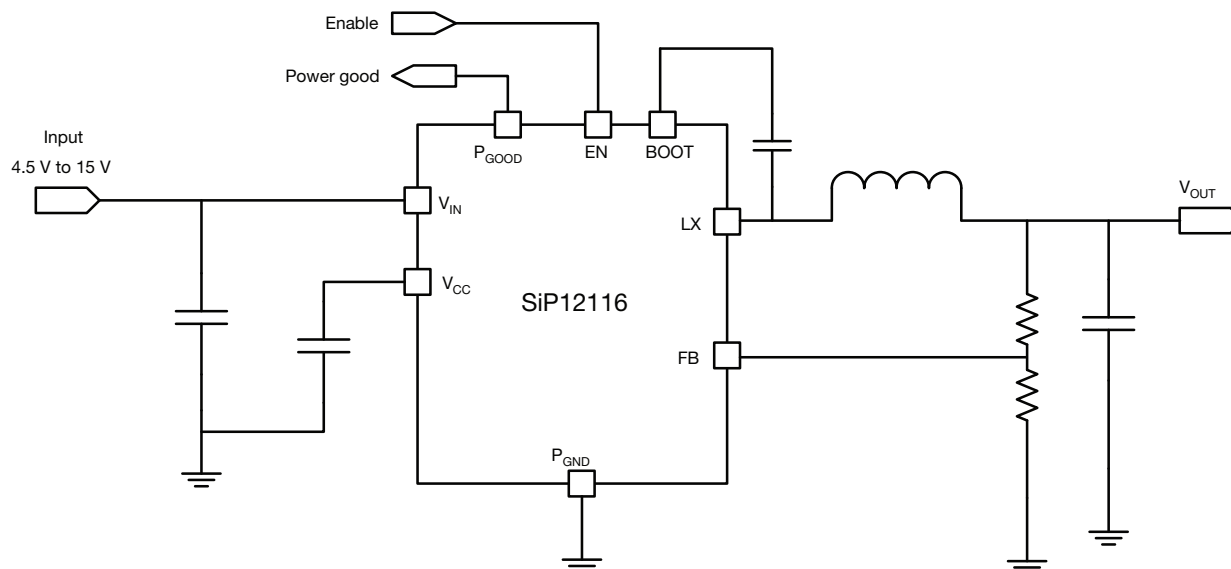 Enable
Power good
Input
4.5 V to 15 V
PGOOD
EN
BOOT
VIN
LX
VOUT
VCC
SiP12116
FB
PGND